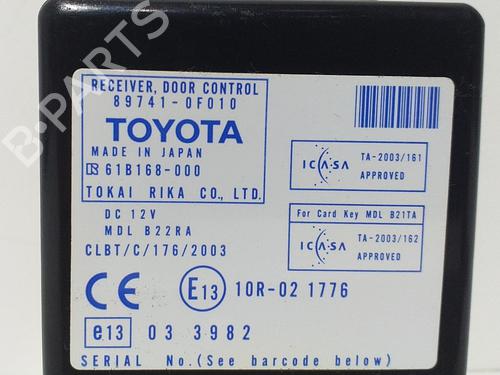 RECEIVER, DOOR CONTROL
89741-0F010
TOYOTA
MADE IN JAPAN
61B168-000
TOKAI RIKA CO., LTD.
DC 12V
MDL B22RA
CLBT/C/176/2003
CE E13 10R-02 1776
e13 03 3982
SERIAL No.(See barcode below)
ICASA
TA-2003/161
APPROVED
For Card Key MDL B21TA
ICASA
TA-2003/162
APPROVED
B-PARTS